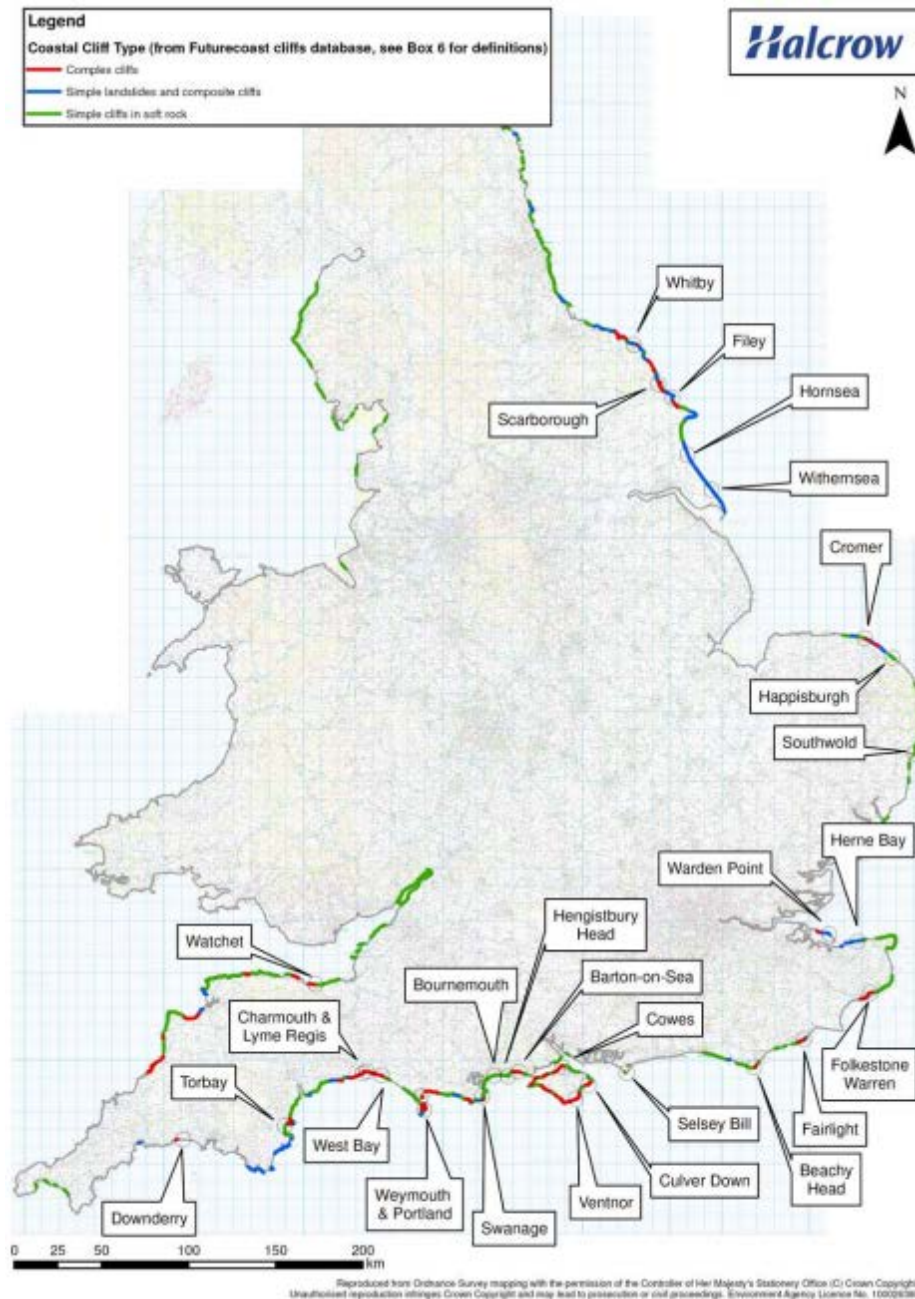 Legend
Coastal Cliff Type (from Futurecoast cliffs database, see Box 6 for definitions)
Complex cliffs
Simple landslides and composite cliffs
Simple cliffs in soft rock
Halcrow
N
Whitby
Filey
Hornsea
Scarborough
Withernsea
Cromer
Happisburgh
Southwold
Herne Bay
Warden Point
Hengistbury
Head
Watchet
Bournemouth
Barton-on-Sea
Charmouth &
Lyme Regis
Cowes
Torbay
Folkestone
Warren
West Bay
Selsey Bill
Fairlight
Weymouth
& Portland
Culver Down
Beachy
Head
Downderry
Swanage
Ventnor
0 25 50 100 150 200
km
Reproduced from Ordnance Survey mapping with the permission of the Controller of Her Majesty's Stationery Office (C) Crown Copyright
Unauthorised reproduction infringes Crown Copyright and may lead to prosecution or civil proceedings. Environment Agency Licence No.